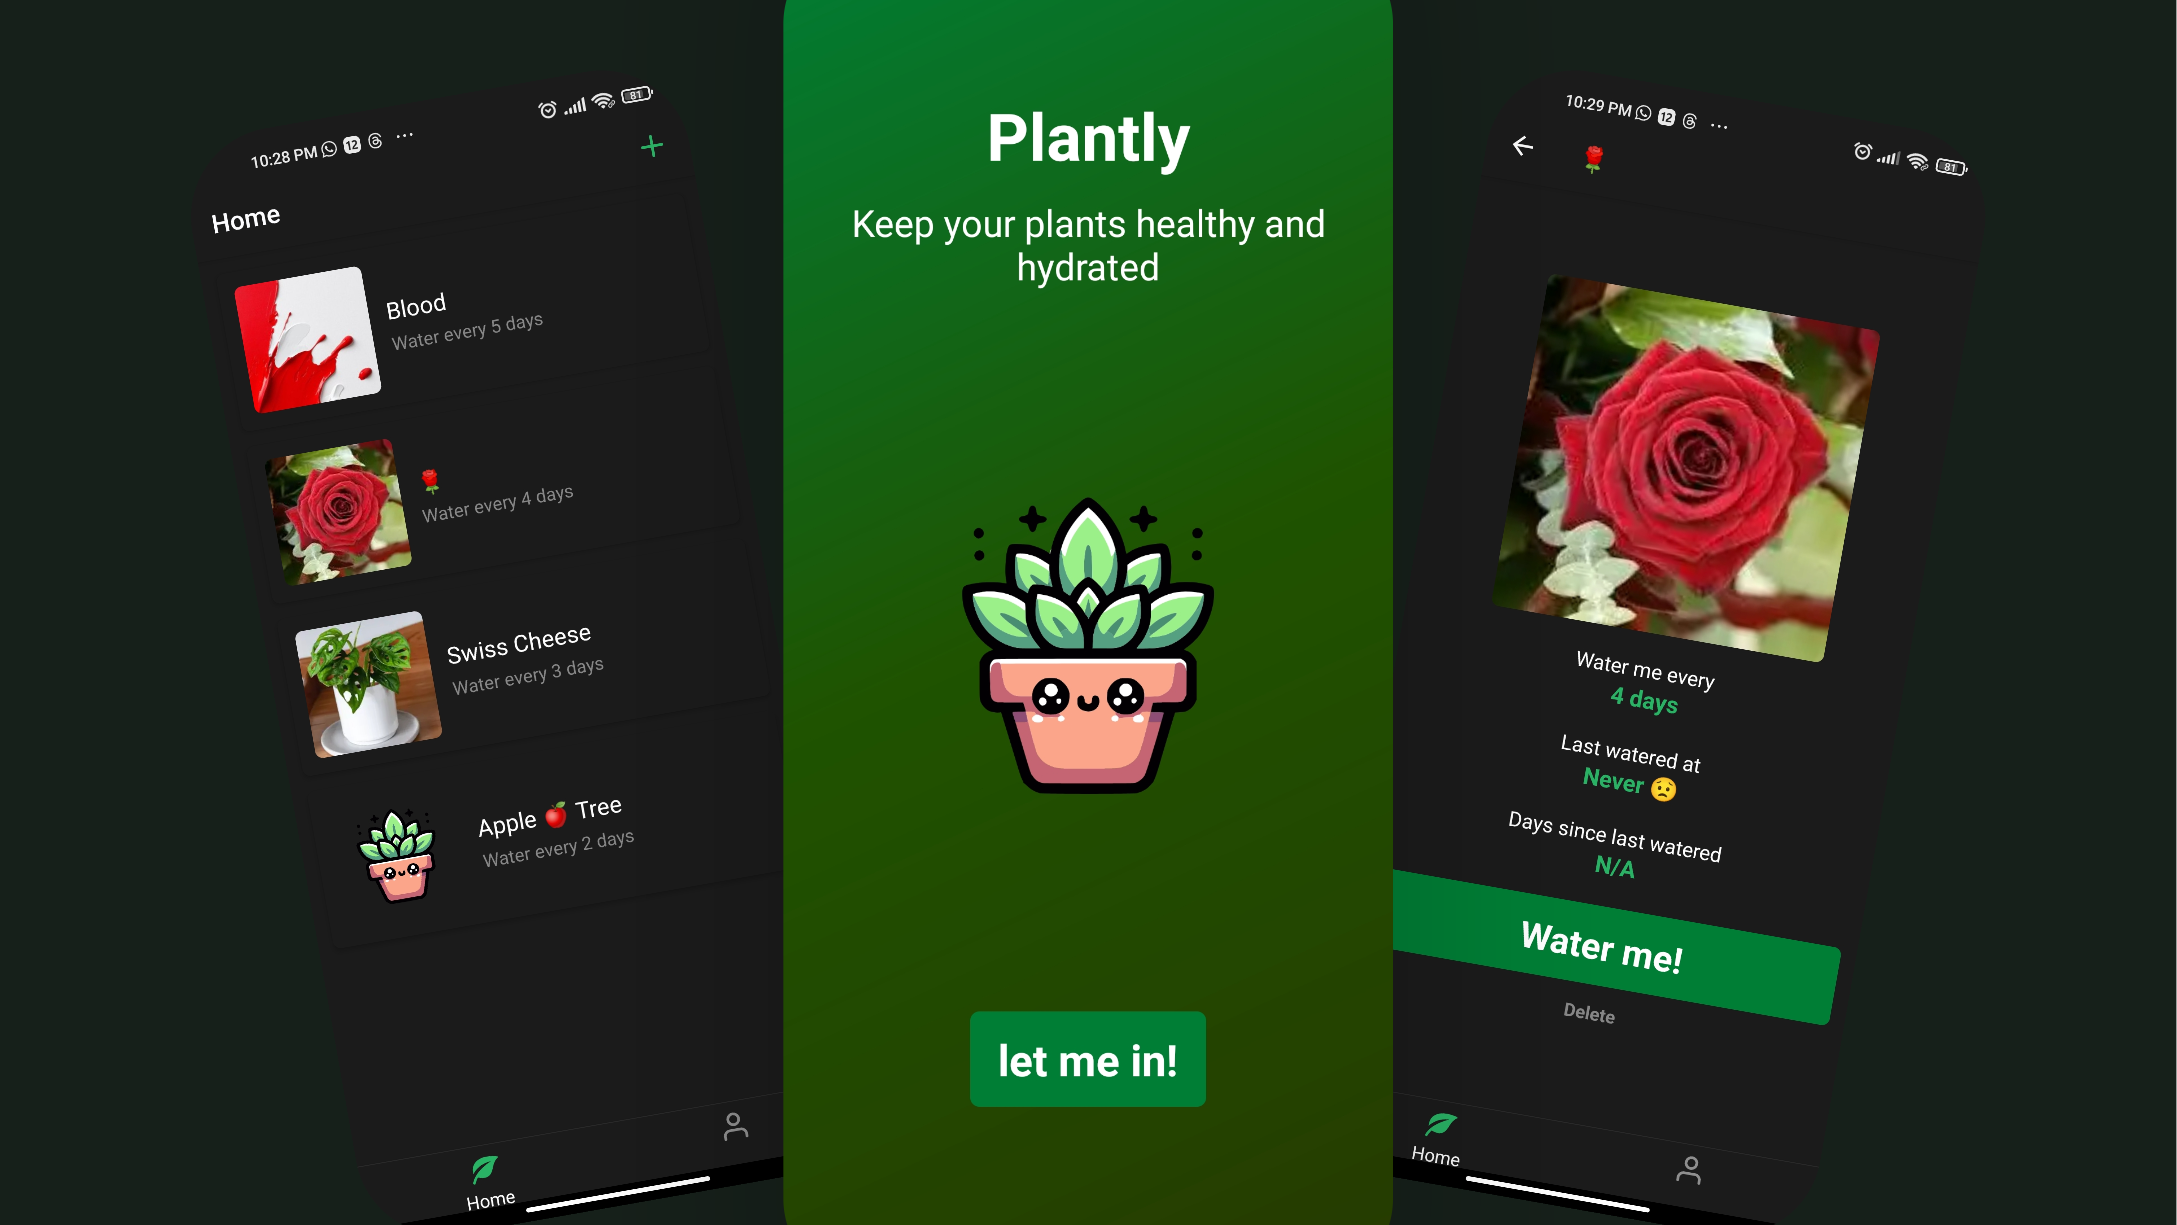 10:28 PM 12 ...
81
Home
Blood
Water every 5 days
🌹
Water every 4 days
Swiss Cheese
Water every 3 days
Apple 🍎 Tree
Water every 2 days
Home
Plantly
Keep your plants healthy and
hydrated
let me in!
10:29 PM 12 ...
81
🌹
Water me every
4 days
Last watered at
Never 😟
Days since last watered
N/A
Water me!
Delete
Home